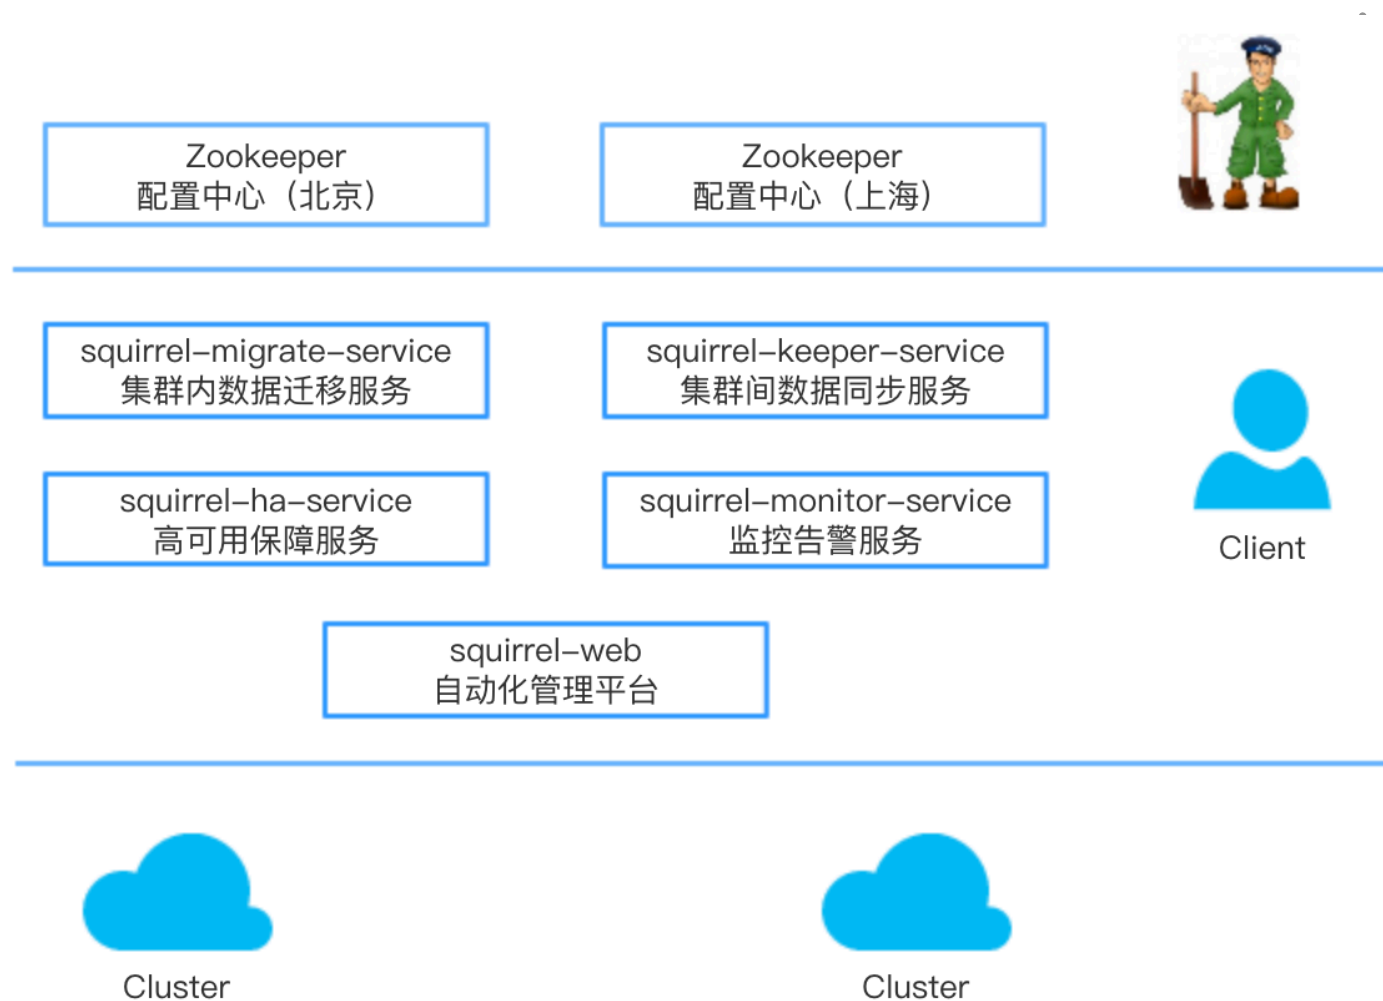 Zookeeper
配置中心（北京）
Zookeeper
配置中心（上海）
squirrel-migrate-service
集群内数据迁移服务
squirrel-keeper-service
集群间数据同步服务
squirrel-ha-service
高可用保障服务
squirrel-monitor-service
监控告警服务
Client
squirrel-web
自动化管理平台
Cluster
Cluster